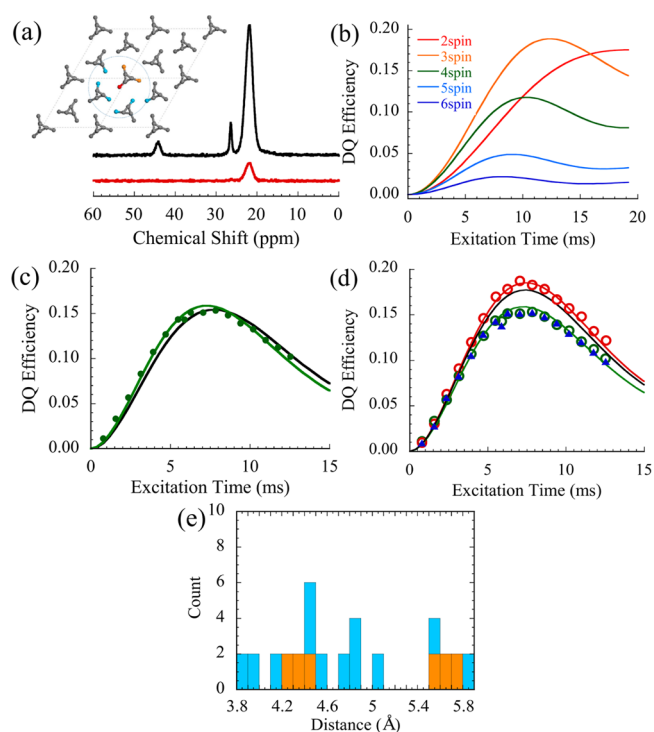 (a)
60 50 40 30 20 10 0
Chemical Shift (ppm)
(b)
0.20
0.15
0.10
0.05
0.00
DQ Efficiency
2spin
3spin
4spin
5spin
6spin
0 5 10 15 20
Exitation Time (ms)
(c)
0.20
0.15
0.10
0.05
0.00
DQ Efficiency
0 5 10 15
Excitation Time (ms)
(d)
0.20
0.15
0.10
0.05
0.00
DQ Efficiency
0 5 10 15
Excitation Time (ms)
(e)
10
8
6
4
2
0
Count
3.8 4.2 4.6 5 5.4 5.8
Distance (Å)